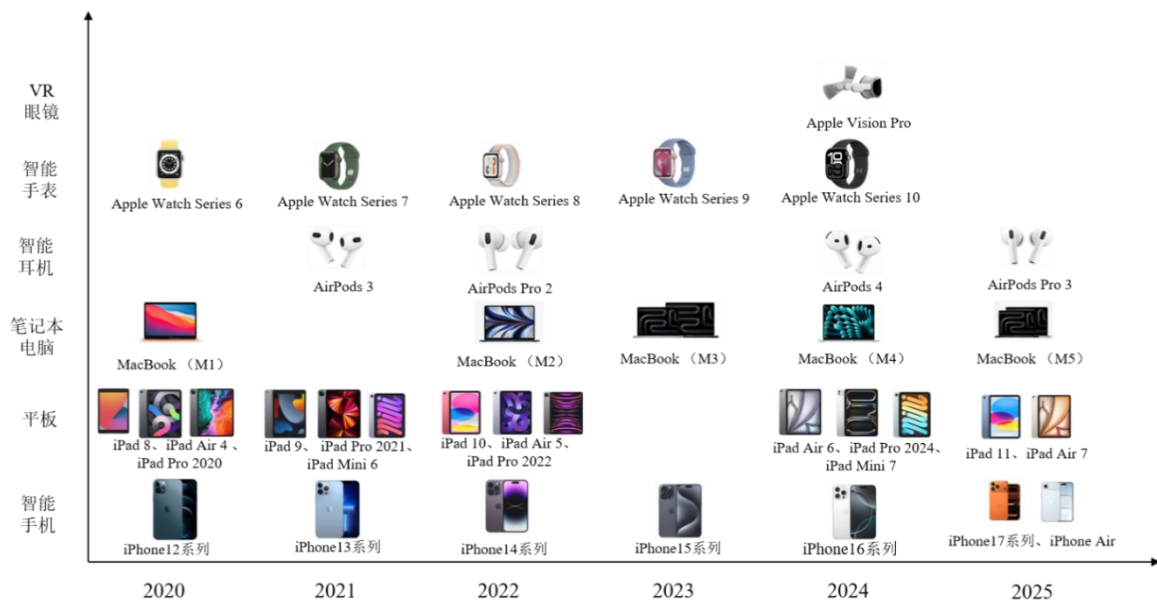 VR
眼镜
Apple Vision Pro
智能
手表
Apple Watch Series 6
Apple Watch Series 7
Apple Watch Series 8
Apple Watch Series 9
Apple Watch Series 10
智能
耳机
AirPods 3
AirPods Pro 2
AirPods 4
AirPods Pro 3
笔记本
电脑
MacBook （M1）
MacBook （M2）
MacBook （M3）
MacBook （M4）
MacBook （M5）
平板
iPad 8、iPad Air 4 、
iPad Pro 2020
iPad 9、 iPad Pro 2021、
iPad Mini 6
iPad 10、iPad Air 5、
iPad Pro 2022
iPad Air 6、iPad Pro 2024、
iPad Mini 7
iPad 11、iPad Air 7
智能
手机
iPhone12系列
iPhone13系列
iPhone14系列
iPhone15系列
iPhone16系列
iPhone17系列、iPhone Air
2020
2021
2022
2023
2024
2025